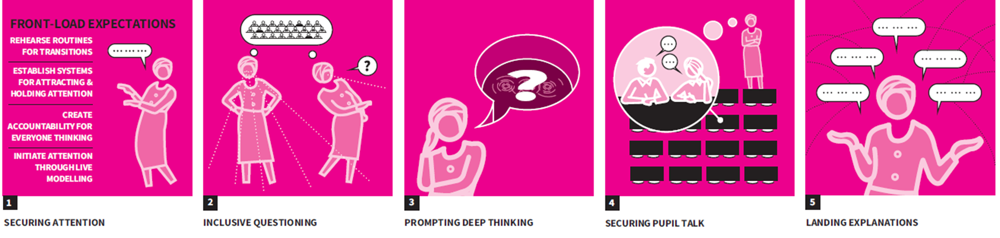 FRONT-LOAD EXPECTATIONS
REHEARSE ROUTINES
FOR TRANSITIONS
ESTABLISH SYSTEMS
FOR ATTRACTING &
HOLDING ATTENTION
CREATE
ACCOUNTABILITY FOR
EVERYONE THINKING
INITIATE ATTENTION
THROUGH LIVE
MODELLING
... ... ...
1
SECURING ATTENTION
?
2
INCLUSIVE QUESTIONING
?
3
PROMPTING DEEP THINKING
...
...
4
SECURING PUPIL TALK
... ... ...
... ... ...
... ... ...
... ... ...
... ... ...
5
LANDING EXPLANATIONS